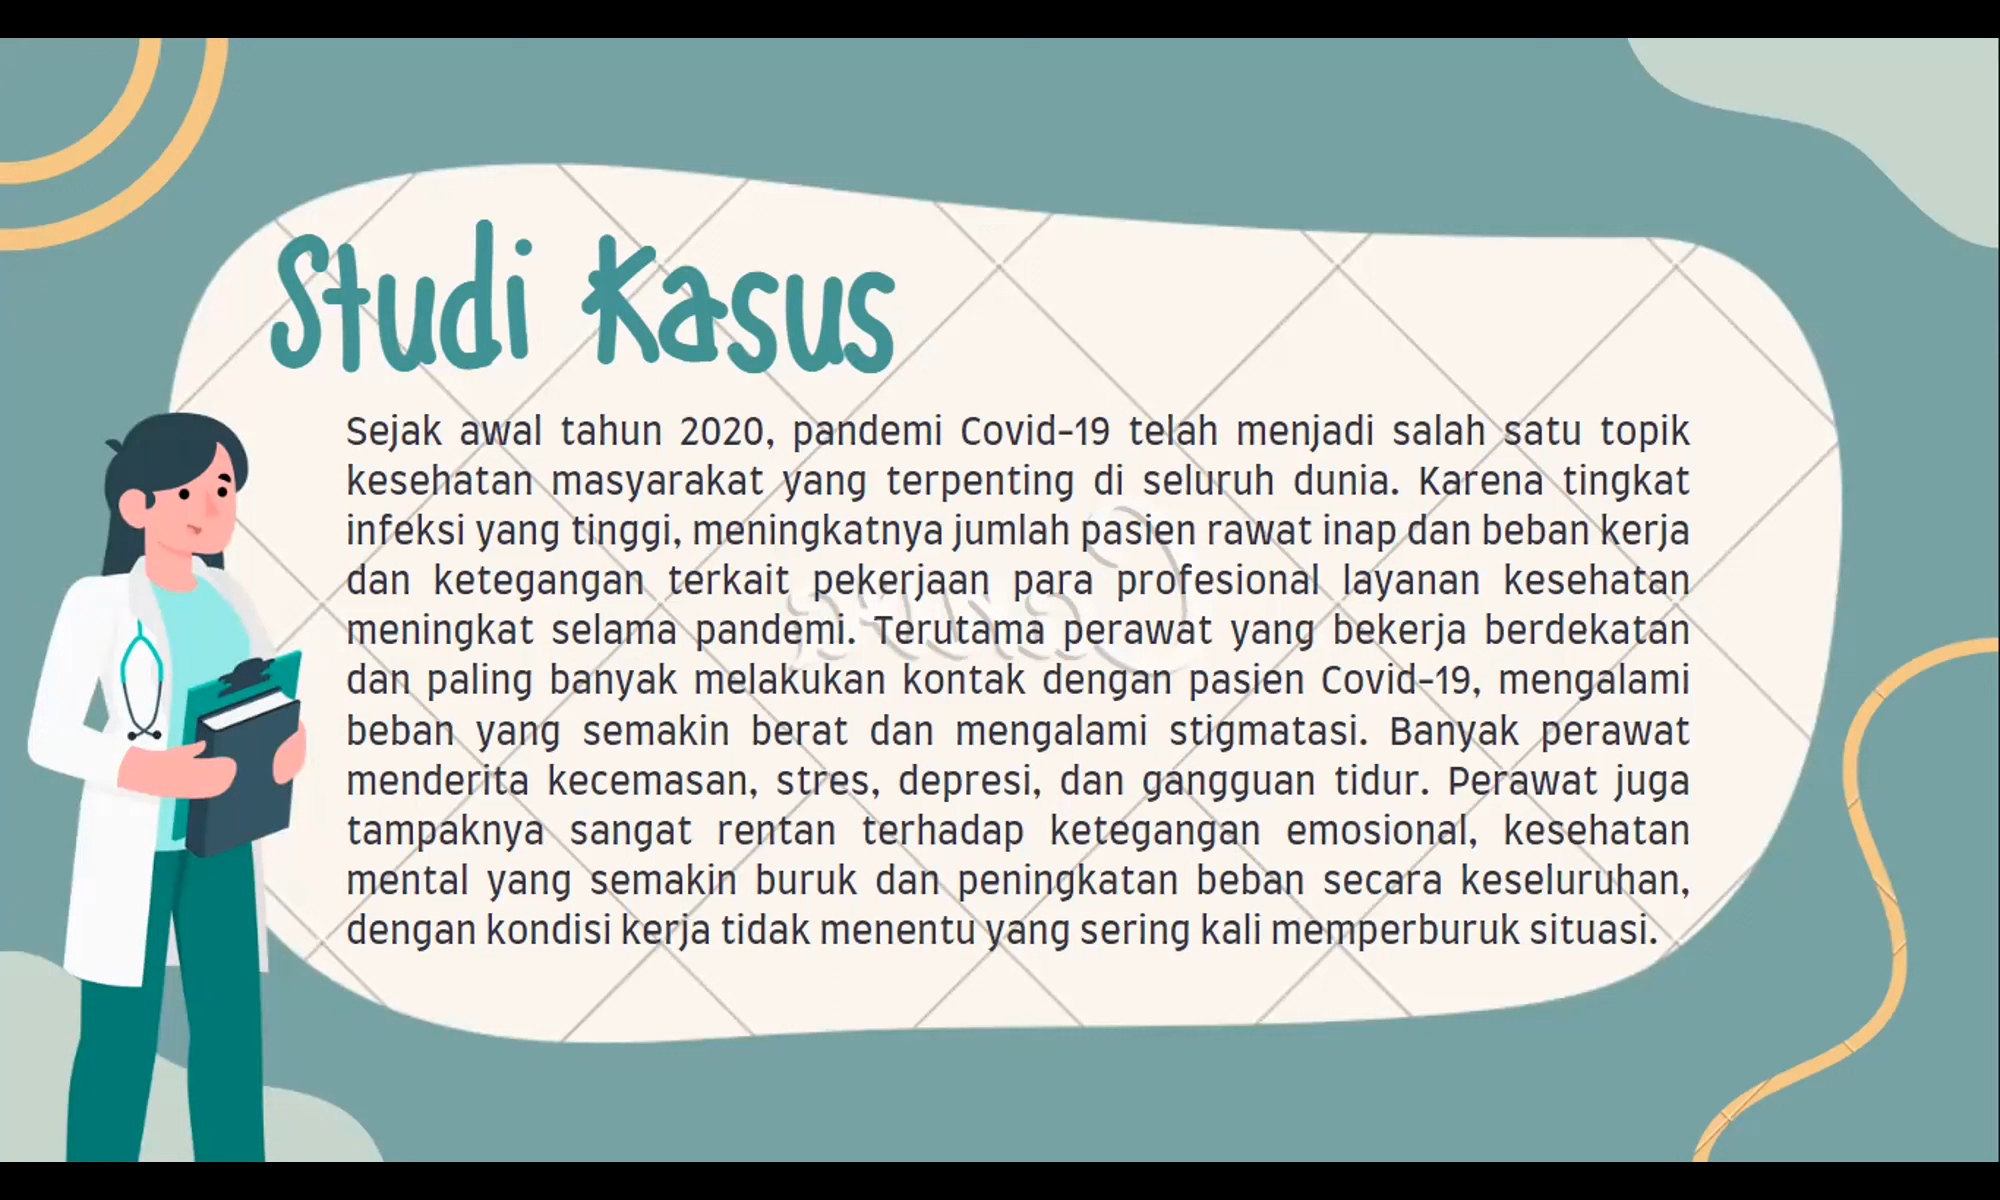 Studi Kasus
Sejak awal tahun 2020, pandemi Covid-19 telah menjadi salah satu topik
kesehatan masyarakat yang terpenting di seluruh dunia. Karena tingkat
infeksi yang tinggi, meningkatnya jumlah pasien rawat inap dan beban kerja
dan ketegangan terkait pekerjaan para profesional layanan kesehatan
meningkat selama pandemi. Terutama perawat yang bekerja berdekatan
dan paling banyak melakukan kontak dengan pasien Covid-19, mengalami
beban yang semakin berat dan mengalami stigmatasi. Banyak perawat
menderita kecemasan, stres, depresi, dan gangguan tidur. Perawat juga
tampaknya sangat rentan terhadap ketegangan emosional, kesehatan
mental yang semakin buruk dan peningkatan beban secara keseluruhan,
dengan kondisi kerja tidak menentu yang sering kali memperburuk situasi.
Canva